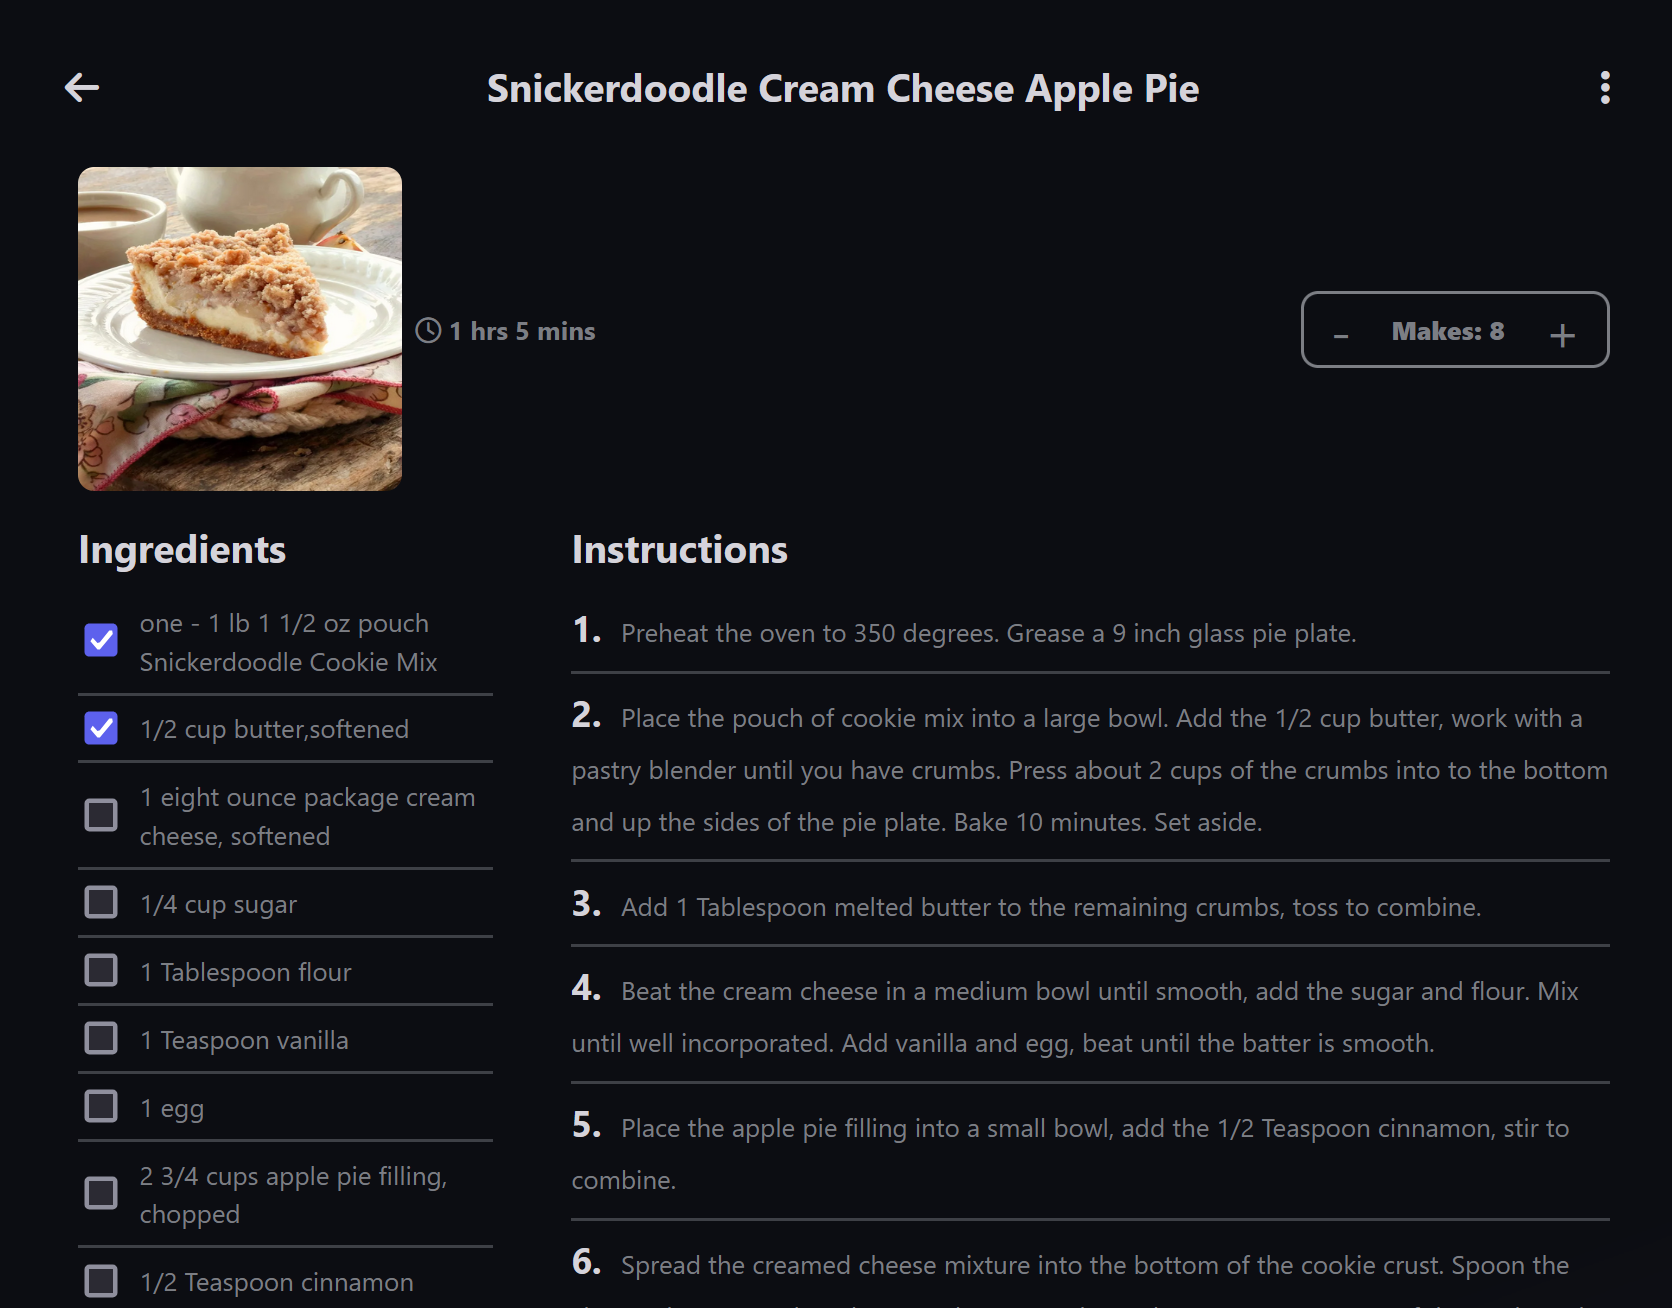 Snickerdoodle Cream Cheese Apple Pie
1 hrs 5 mins
- Makes: 8 +
Ingredients
one - 1 lb 1 1/2 oz pouch
Snickerdoodle Cookie Mix
1/2 cup butter,softened
1 eight ounce package cream
cheese, softened
1/4 cup sugar
1 Tablespoon flour
1 Teaspoon vanilla
1 egg
2 3/4 cups apple pie filling,
chopped
1/2 Teaspoon cinnamon
Instructions
1. Preheat the oven to 350 degrees. Grease a 9 inch glass pie plate.
2. Place the pouch of cookie mix into a large bowl. Add the 1/2 cup butter, work with a
pastry blender until you have crumbs. Press about 2 cups of the crumbs into to the bottom
and up the sides of the pie plate. Bake 10 minutes. Set aside.
3. Add 1 Tablespoon melted butter to the remaining crumbs, toss to combine.
4. Beat the cream cheese in a medium bowl until smooth, add the sugar and flour. Mix
until well incorporated. Add vanilla and egg, beat until the batter is smooth.
5. Place the apple pie filling into a small bowl, add the 1/2 Teaspoon cinnamon, stir to
combine.
6. Spread the creamed cheese mixture into the bottom of the cookie crust. Spoon the